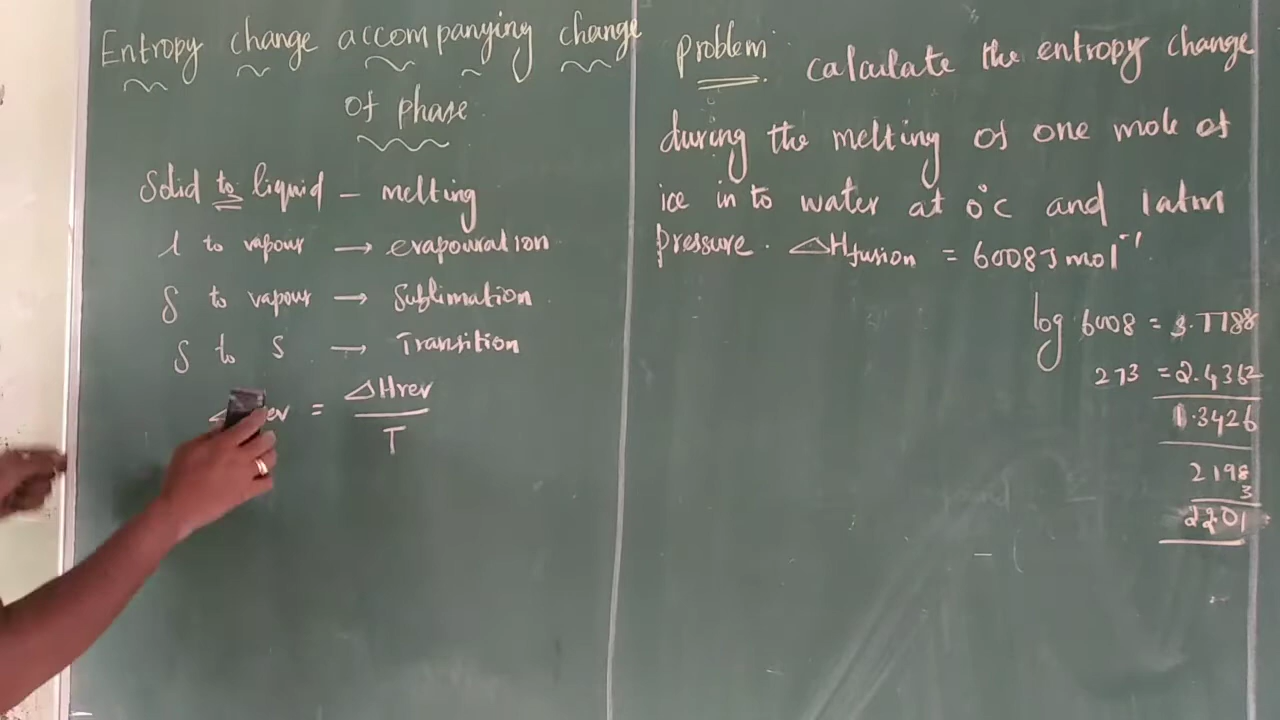 Entropy change accompanying change
of phase
Solid to liquid – melting
l to vapour → evapouration
S to vapour → Sublimation
S to S → Transition
= ΔHrev
T
problem: calculate the entropy change
during the melting of one mole of
ice in to water at 0°C and 1atm
Pressure. ΔHfusion = 6008 J mol⁻¹.
log 6008 = 3.7788
273 = 2.4362
1.3426
2198
3
2201